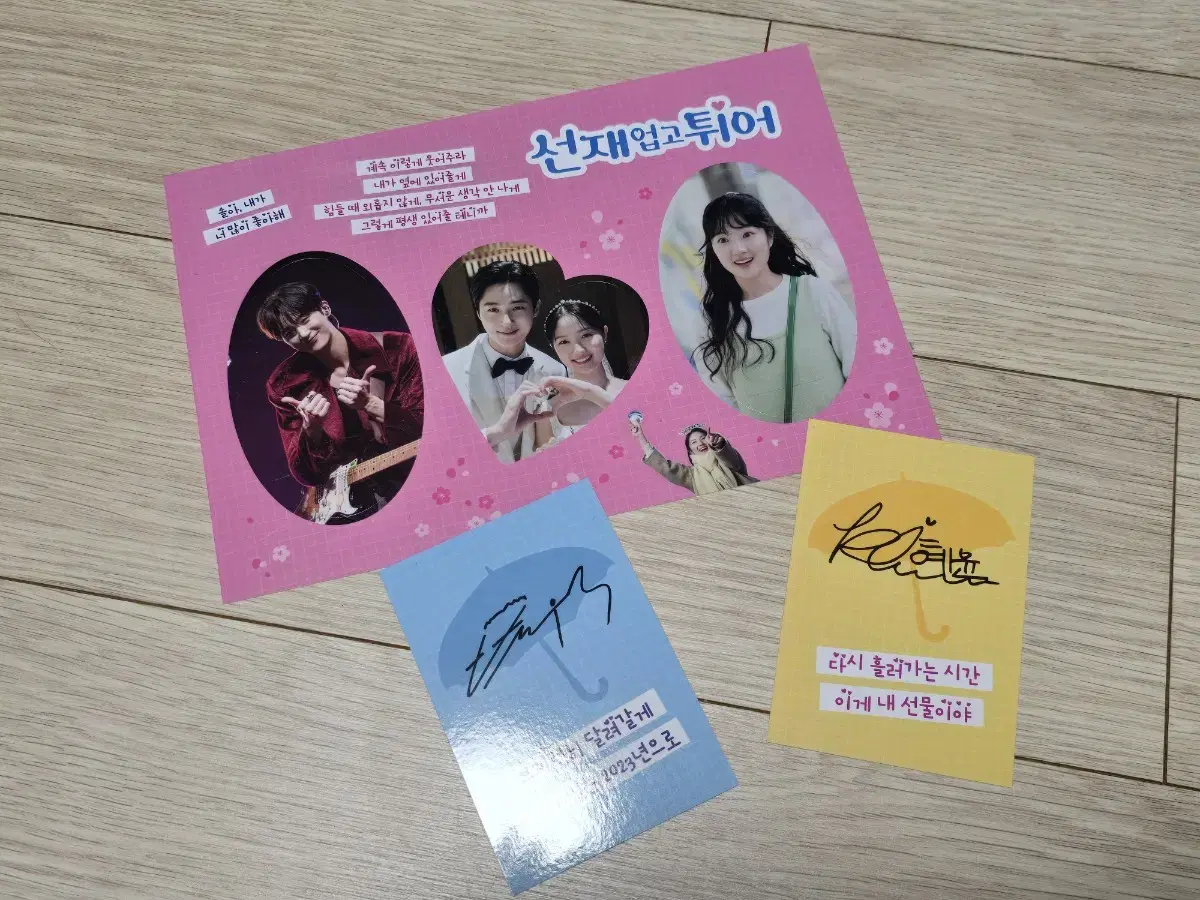 선재업고튀어
계속 이렇게 웃어주라
내가 옆에 있어줄게
힘들 때 외롭지 않게, 무서운 생각 안 나게
그렇게 평생 있어줄 테니까
솔아, 내가
더 많이 좋아해
달려갈게
2023년으로
혜윤
다시 흘러가는 시간
이게 내 선물이야